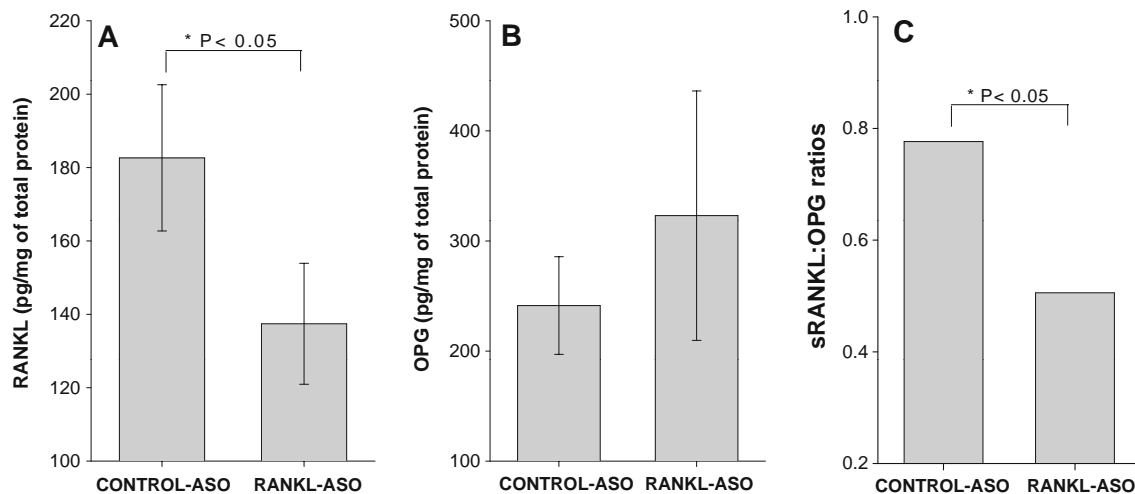 A
* P< 0.05
RANKL (pg/mg of total protein)
220
200
180
160
140
120
100
CONTROL-ASO
RANKL-ASO
B
OPG (pg/mg of total protein)
500
400
300
200
100
CONTROL-ASO
RANKL-ASO
C
* P< 0.05
sRANKL:OPG ratios
1.0
0.8
0.6
0.4
0.2
CONTROL-ASO
RANKL-ASO